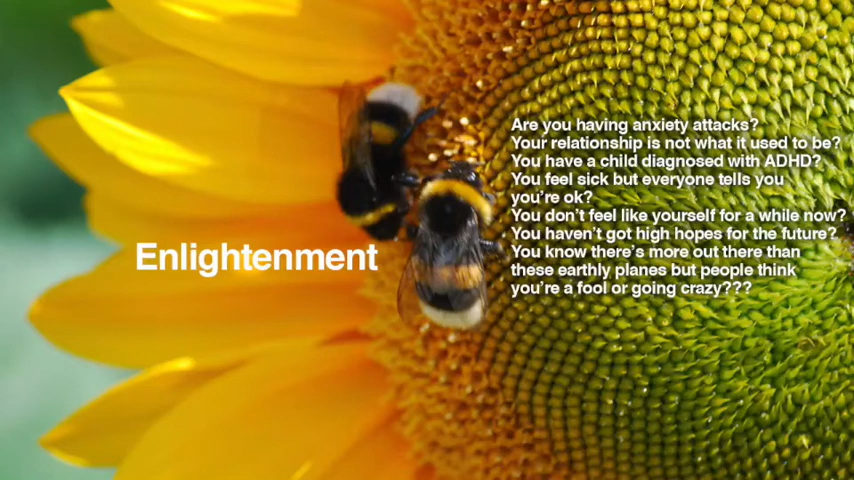 Enlightenment
Are you having anxiety attacks?
Your relationship is not what it used to be?
You have a child diagnosed with ADHD?
You feel sick but everyone tells you
you're ok?
You don't feel like yourself for a while now?
You haven't got high hopes for the future?
You know there's more out there than
these earthly planes but people think
you're a fool or going crazy???